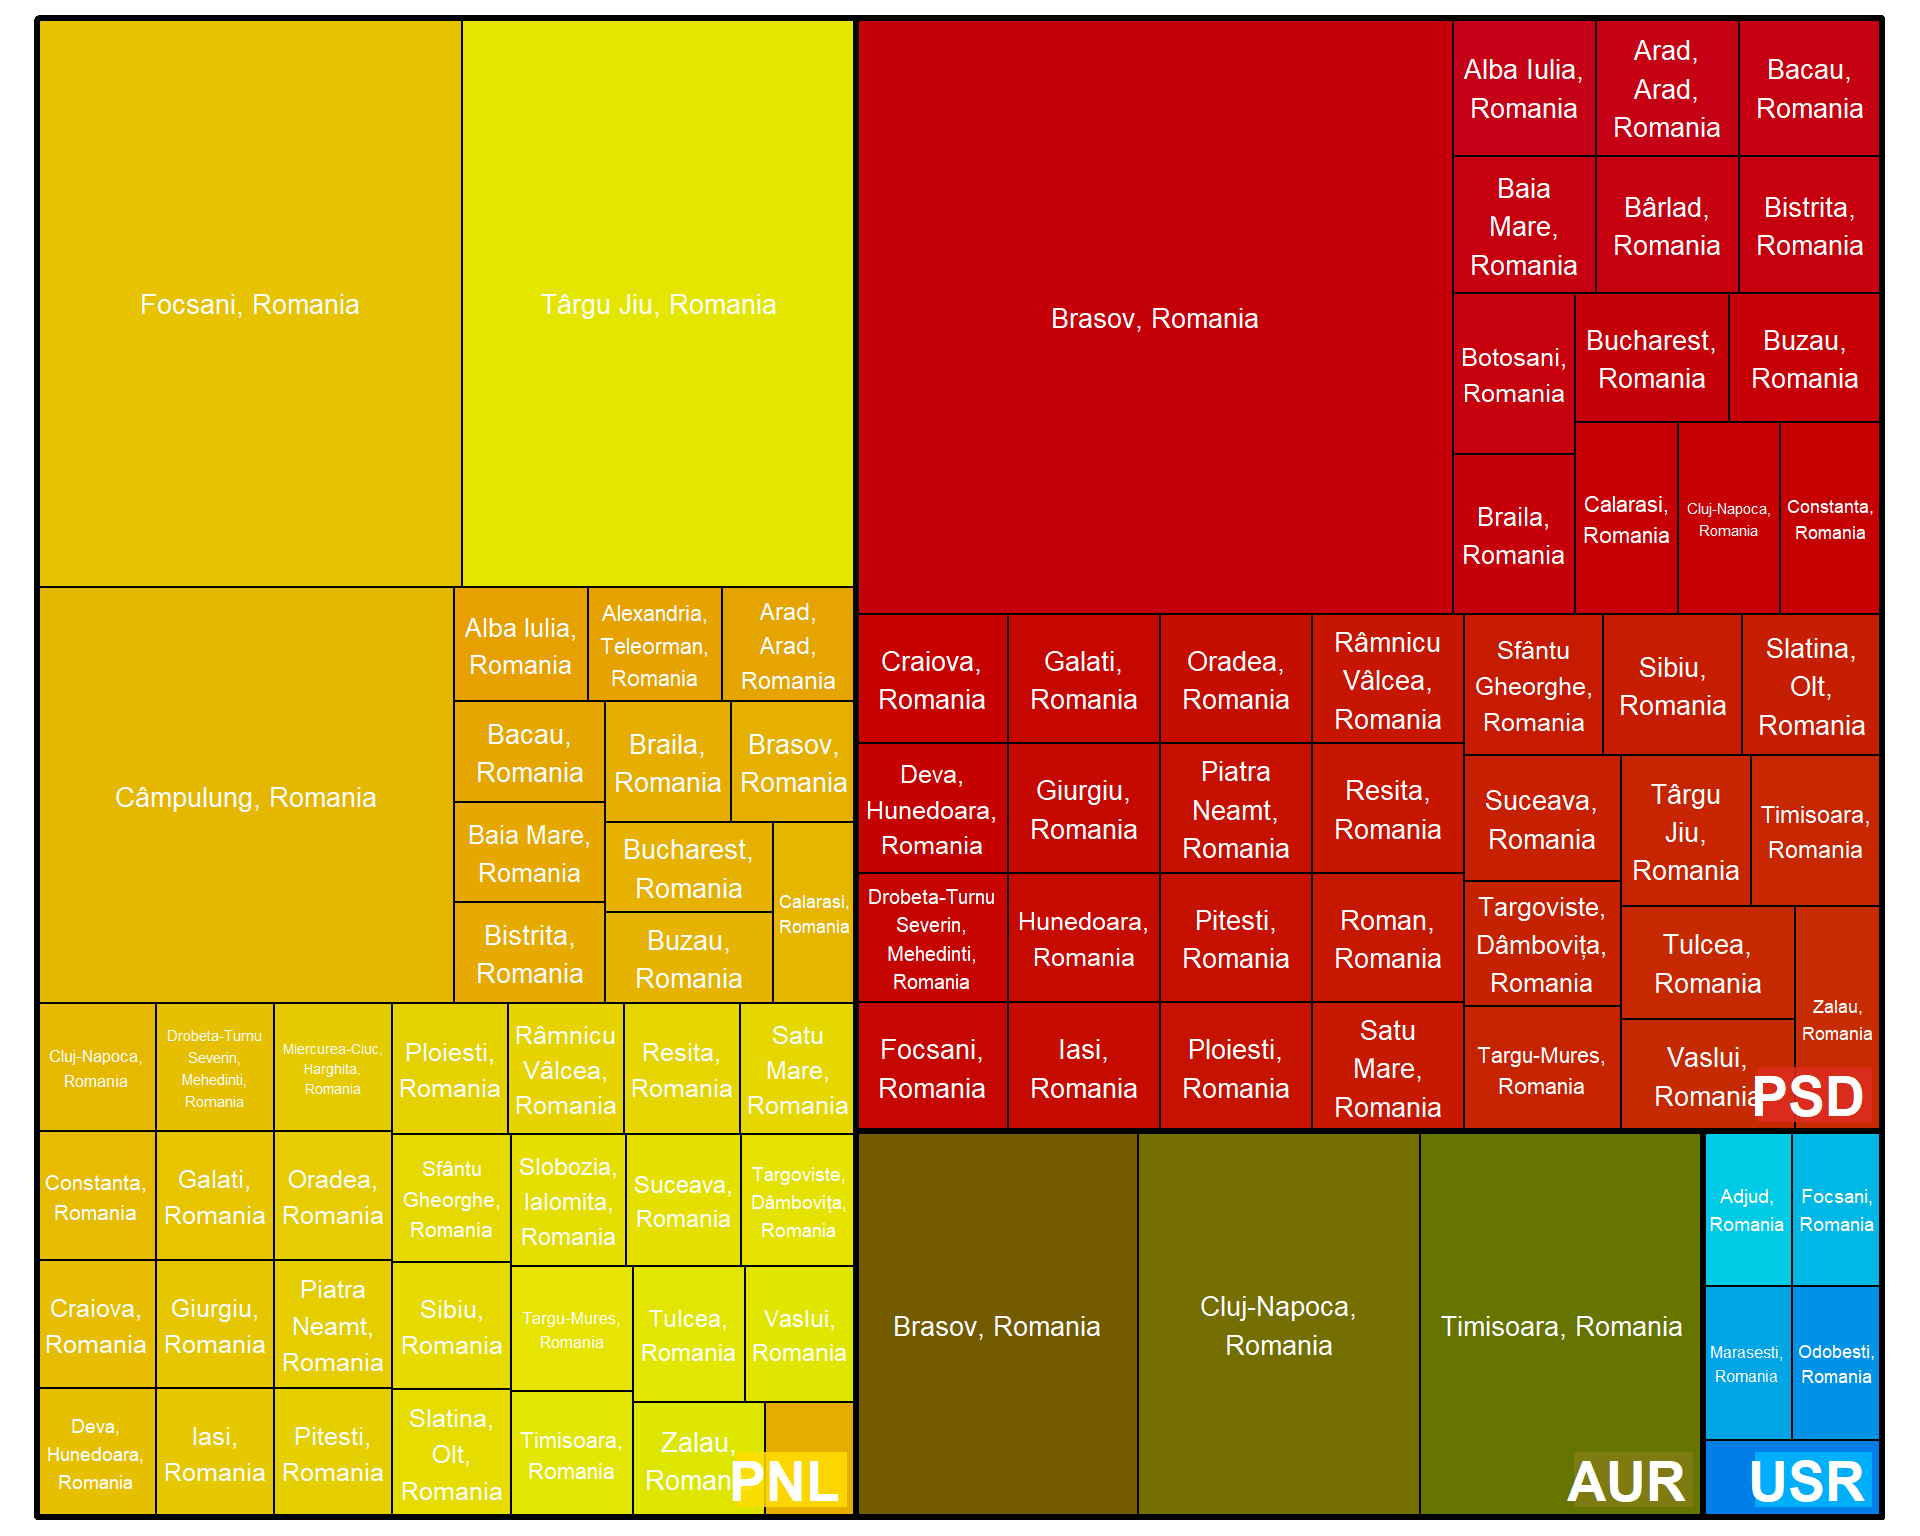 Focsani, Romania
Târgu Jiu, Romania
Câmpulung, Romania
Alba Iulia,
Romania
Alexandria,
Teleorman,
Romania
Arad,
Arad,
Romania
Bacau,
Romania
Braila,
Romania
Brasov,
Romania
Baia Mare,
Romania
Bucharest,
Romania
Calarasi,
Romania
Bistrita,
Romania
Buzau,
Romania
Cluj-Napoca,
Romania
Drobeta-Turnu
Severin,
Mehedinti,
Romania
Miercurea-Ciuc,
Harghita,
Romania
Ploiesti,
Romania
Râmnicu
Vâlcea,
Romania
Resita,
Romania
Satu
Mare,
Romania
Constanta,
Romania
Galati,
Romania
Oradea,
Romania
Sfântu
Gheorghe,
Romania
Slobozia,
Ialomita,
Romania
Suceava,
Romania
Targoviste,
Dâmbovița,
Romania
Craiova,
Romania
Giurgiu,
Romania
Piatra
Neamt,
Romania
Sibiu,
Romania
Targu-Mures,
Romania
Tulcea,
Romania
Vaslui,
Romania
Deva,
Hunedoara,
Romania
Iasi,
Romania
Pitesti,
Romania
Slatina,
Olt,
Romania
Timisoara,
Romania
Zalau,
Roman
PNL
Brasov, Romania
Alba Iulia,
Romania
Arad,
Arad,
Romania
Bacau,
Romania
Baia
Mare,
Romania
Bârlad,
Romania
Bistrita,
Romania
Botosani,
Romania
Bucharest,
Romania
Buzau,
Romania
Braila,
Romania
Calarasi,
Romania
Cluj-Napoca,
Romania
Constanta,
Romania
Craiova,
Romania
Galati,
Romania
Oradea,
Romania
Râmnicu
Vâlcea,
Romania
Sfântu
Gheorghe,
Romania
Sibiu,
Romania
Slatina,
Olt,
Romania
Deva,
Hunedoara,
Romania
Giurgiu,
Romania
Piatra
Neamt,
Romania
Resita,
Romania
Suceava,
Romania
Târgu
Jiu,
Romania
Timisoara,
Romania
Drobeta-Turnu
Severin,
Mehedinti,
Romania
Hunedoara,
Romania
Pitesti,
Romania
Roman,
Romania
Targoviste,
Dâmbovița,
Romania
Tulcea,
Romania
Zalau,
Romania
Focsani,
Romania
Iasi,
Romania
Ploiesti,
Romania
Satu
Mare,
Romania
Targu-Mures,
Romania
Vaslui,
Romania
PSD
Brasov, Romania
Cluj-Napoca,
Romania
Timisoara, Romania
AUR
Adjud,
Romania
Focsani,
Romania
Marasesti,
Romania
Odobesti,
Romania
USR